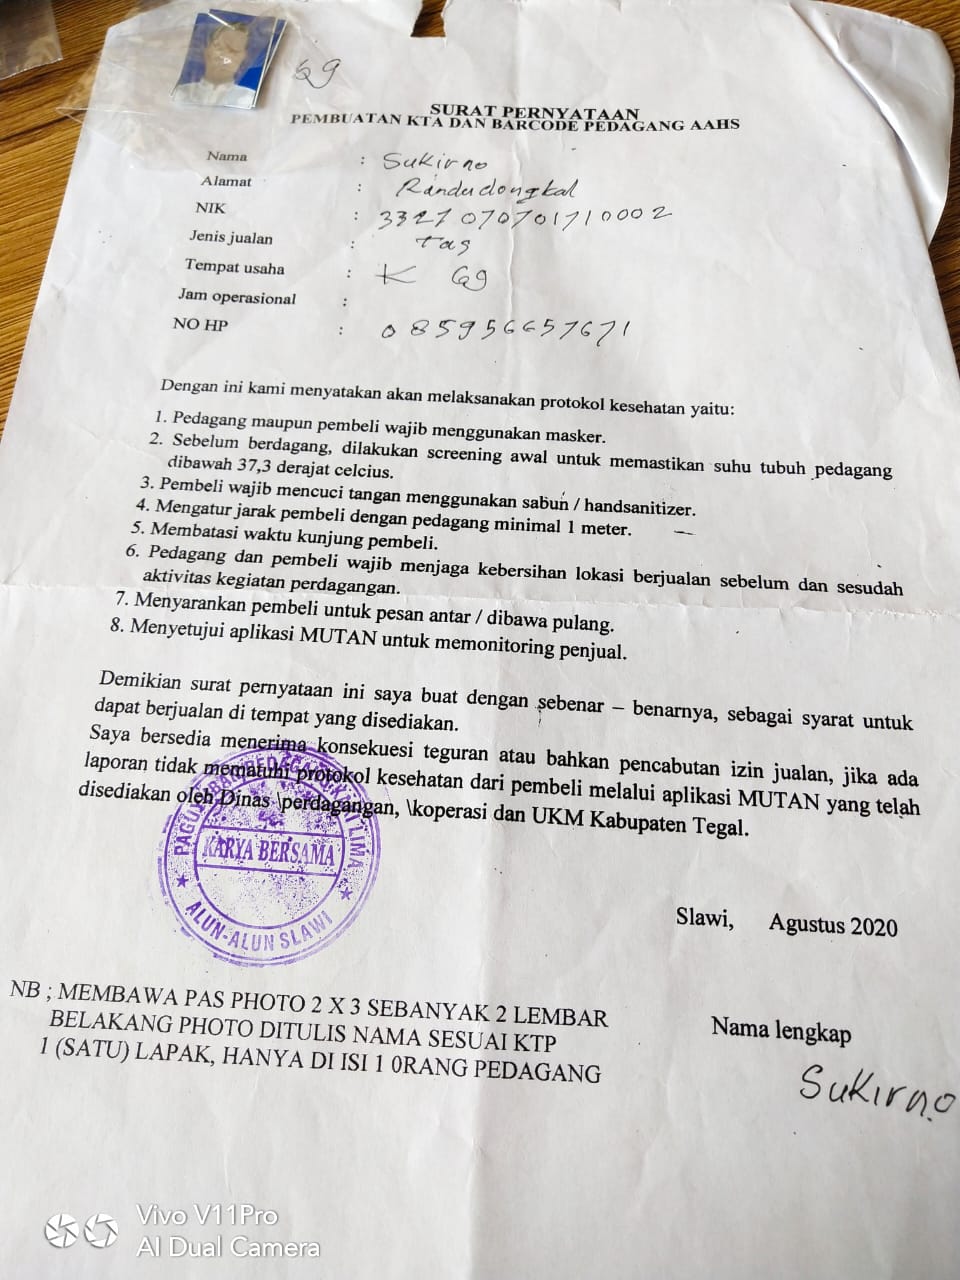 69
SURAT PERNYATAAN
PEMBUATAN KTA DAN BARCODE PEDAGANG AAHS
Nama : Sukirno
Alamat : Randudongkal
NIK : 3327070701710002
Jenis jualan : tas
Tempat usaha : K 69
Jam operasional :
NO HP : 085956657671
Dengan ini kami menyatakan akan melaksanakan protokol kesehatan yaitu:
1. Pedagang maupun pembeli wajib menggunakan masker.
2. Sebelum berdagang, dilakukan screening awal untuk memastikan suhu tubuh pedagang
dibawah 37,3 derajat celcius.
3. Pembeli wajib mencuci tangan menggunakan sabun / handsanitizer.
4. Mengatur jarak pembeli dengan pedagang minimal 1 meter.
5. Membatasi waktu kunjung pembeli.
6. Pedagang dan pembeli wajib menjaga kebersihan lokasi berjualan sebelum dan sesudah
aktivitas kegiatan perdagangan.
7. Menyarankan pembeli untuk pesan antar / dibawa pulang.
8. Menyetujui aplikasi MUTAN untuk memonitoring penjual.
Demikian surat pernyataan ini saya buat dengan sebenar – benarnya, sebagai syarat untuk
dapat berjualan di tempat yang disediakan.
Saya bersedia menerima konsekuesi teguran atau bahkan pencabutan izin jualan, jika ada
laporan tidak mematuhi protokol kesehatan dari pembeli melalui aplikasi MUTAN yang telah
disediakan oleh Dinas \perdagangan, \koperasi dan UKM Kabupaten Tegal.
PEDAGANG KAKI LIMA
KARYA BERSAMA
ALUN-ALUN SLAWI
Slawi, Agustus 2020
NB ; MEMBAWA PAS PHOTO 2 X 3 SEBANYAK 2 LEMBAR
BELAKANG PHOTO DITULIS NAMA SESUAI KTP
1 (SATU) LAPAK, HANYA DI ISI 1 0RANG PEDAGANG
Nama lengkap
Sukirno
Vivo V11Pro
AI Dual Camera